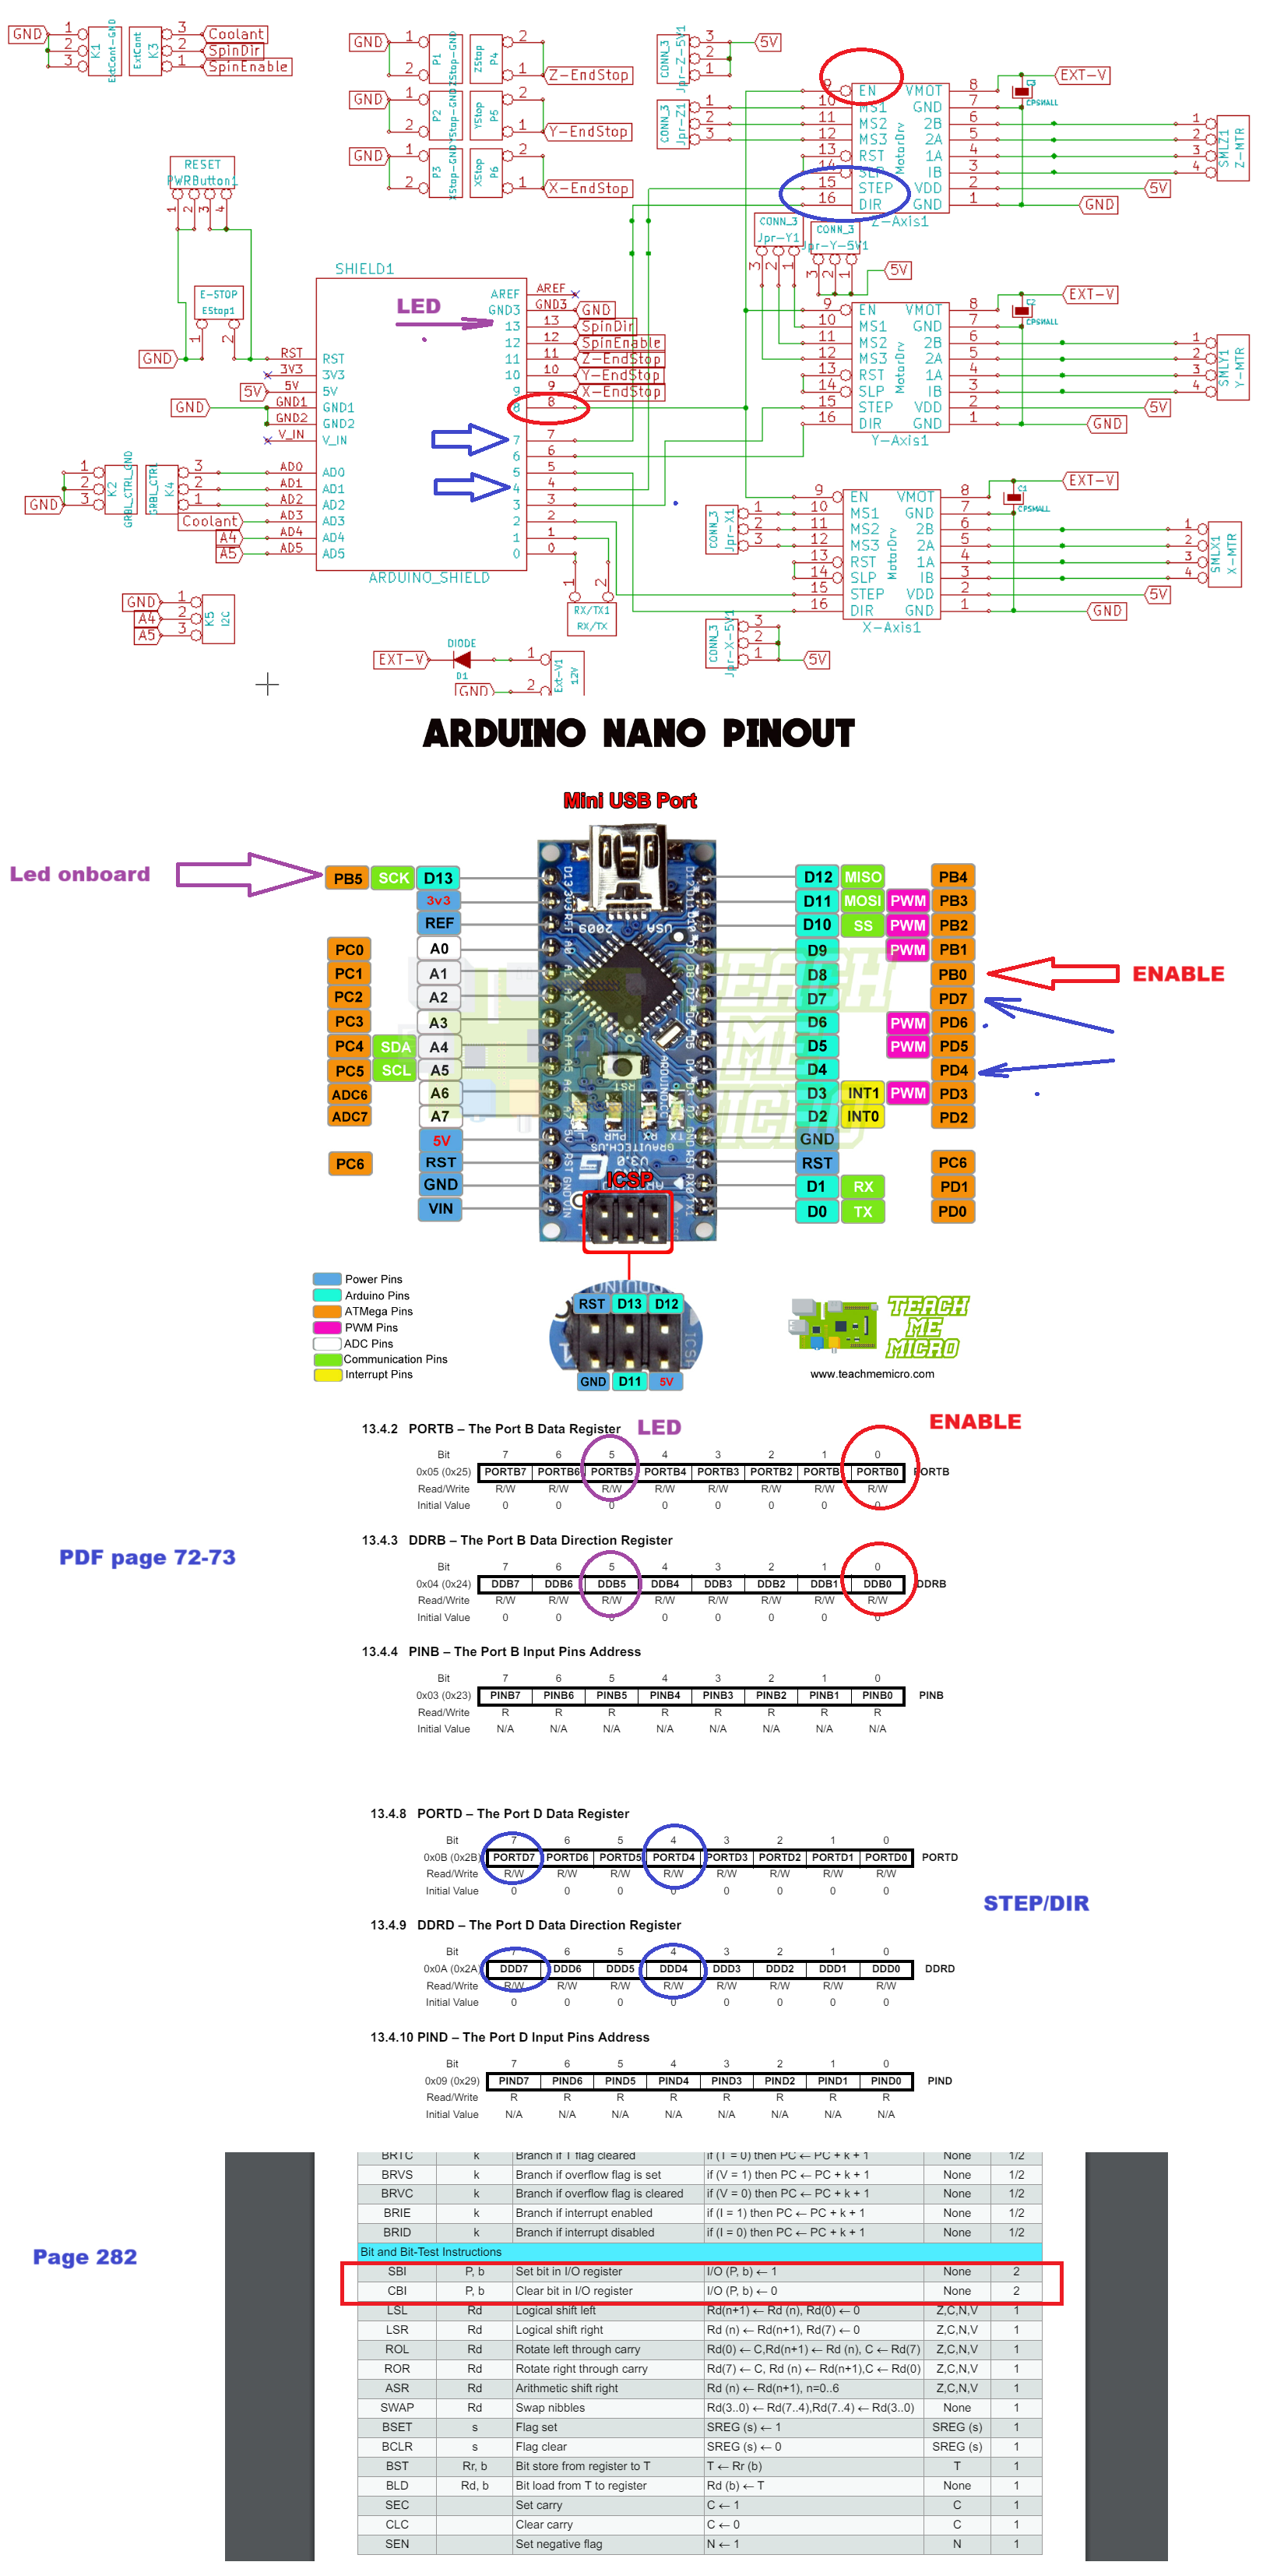 GND
1
2
3
K1
ExtCont-GND
K3
ExtCont
3
2
1
Coolant
SpinDir
SpinEnable
GND
1
2
P1
ZStop-GND
ZStop
P4
2
1
Z-EndStop
GND
1
2
P2
YStop-GND
YStop
P5
2
1
Y-EndStop
GND
1
2
P3
XStop-GND
XStop
P6
2
1
X-EndStop
CONN_3
Jpr-Z-5V1
3
2
1
5V
CONN_3
Jpr-Z1
1
2
3
9 EN VMOT 8
10 MS1 GND 7
11 MS2 2B 6
12 MS3 2A 5
13 RST 1A 4
14 SLP 1B 3
15 STEP VDD 2
16 DIR GND 1
MotorDrv
Z-Axis1
EXT-V
CPSMALL
1
2
3
4
SMLZ1
Z-MTR
5V
GND
RESET
PWRButton1
1 2 3 4
E-STOP
EStop1
1 2
GND
SHIELD1
LED
AREF AREF
GND3 GND3 GND
13 13 SpinDir
12 12 SpinEnable
11 11 Z-EndStop
10 10 Y-EndStop
9 9 X-EndStop
8 8
7 7
6 6
5 5
4 4
3 3
2 2
1 1
0 0
RST RST
3V3 3V3
5V 5V 5V
GND GND1 GND1
GND2 GND2
V_IN V_IN
AD0 AD0
AD1 AD1
AD2 AD2
Coolant AD3 AD3
A4 AD4 AD4
A5 AD5 AD5
ARDUINO_SHIELD
GND
1
2
3
K2
GRBL_CTRL_GND
K4
GRBL_CTRL
3
2
1
GND 1
A4 2
A5 3
K5
I2C
1 2
RX/TX1
RX/TX
DIODE
EXT-V
D1
GND
1
2
Ext-V1
12V
CONN_3
Jpr-Y1
3 2 1
CONN_3
Jpr-Y-5V1
3 2 1
5V
9 EN VMOT 8
10 MS1 GND 7
11 MS2 2B 6
12 MS3 2A 5
13 RST 1A 4
14 SLP 1B 3
15 STEP VDD 2
16 DIR GND 1
MotorDrv
Y-Axis1
EXT-V
CPSMALL
1
2
3
4
SMLY1
Y-MTR
5V
GND
CONN_3
Jpr-X1
1
2
3
9 EN VMOT 8
10 MS1 GND 7
11 MS2 2B 6
12 MS3 2A 5
13 RST 1A 4
14 SLP 1B 3
15 STEP VDD 2
16 DIR GND 1
MotorDrv
X-Axis1
EXT-V
C1
CPSMALL
1
2
3
4
SMLX1
X-MTR
5V
GND
CONN_3
Jpr-X-5V1
3
2
1
5V
ARDUINO NANO PINOUT
Mini USB Port
Led onboard
PB5 SCK D13
3v3
REF
PC0 A0
PC1 A1
PC2 A2
PC3 A3
PC4 SDA A4
PC5 SCL A5
ADC6 A6
ADC7 A7
5V
PC6 RST
GND
VIN
D12 MISO PB4
D11 MOSI PWM PB3
D10 SS PWM PB2
D9 PWM PB1
D8 PB0
ENABLE
D7 PD7
D6 PWM PD6
D5 PWM PD5
D4 PD4
D3 INT1 PWM PD3
D2 INT0 PD2
GND
RST PC6
D1 RX PD1
D0 TX PD0
USA
2009
GRAVITECH.US
V3.0
ICSP
RST D13 D12
GND D11 5V
Power Pins
Arduino Pins
ATMega Pins
PWM Pins
ADC Pins
Communication Pins
Interrupt Pins
TEACH
ME
MICRO
www.teachmemicro.com
13.4.2 PORTB – The Port B Data Register
LED
ENABLE
Bit 7 6 5 4 3 2 1 0
0x05 (0x25) PORTB7 PORTB6 PORTB5 PORTB4 PORTB3 PORTB2 PORTB PORTB0 PORTB
Read/Write R/W R/W R/W R/W R/W R/W R/W R/W
Initial Value 0 0 0 0 0 0 0 0
PDF page 72-73
13.4.3 DDRB – The Port B Data Direction Register
Bit 7 6 5 4 3 2 1 0
0x04 (0x24) DDB7 DDB6 DDB5 DDB4 DDB3 DDB2 DDB1 DDB0 DDRB
Read/Write R/W R/W R/W R/W R/W R/W R/W R/W
Initial Value 0 0 0 0 0 0 0 0
13.4.4 PINB – The Port B Input Pins Address
Bit 7 6 5 4 3 2 1 0
0x03 (0x23) PINB7 PINB6 PINB5 PINB4 PINB3 PINB2 PINB1 PINB0 PINB
Read/Write R R R R R R R R
Initial Value N/A N/A N/A N/A N/A N/A N/A N/A
13.4.8 PORTD – The Port D Data Register
Bit 7 6 5 4 3 2 1 0
0x0B (0x2B) PORTD7 PORTD6 PORTD5 PORTD4 PORTD3 PORTD2 PORTD1 PORTD0 PORTD
Read/Write R/W R/W R/W R/W R/W R/W R/W R/W
Initial Value 0 0 0 0 0 0 0 0
STEP/DIR
13.4.9 DDRD – The Port D Data Direction Register
Bit 7 6 5 4 3 2 1 0
0x0A (0x2A) DDD7 DDD6 DDD5 DDD4 DDD3 DDD2 DDD1 DDD0 DDRD
Read/Write R/W R/W R/W R/W R/W R/W R/W R/W
Initial Value 0 0 0 0 0 0 0 0
13.4.10 PIND – The Port D Input Pins Address
Bit 7 6 5 4 3 2 1 0
0x09 (0x29) PIND7 PIND6 PIND5 PIND4 PIND3 PIND2 PIND1 PIND0 PIND
Read/Write R R R R R R R R
Initial Value N/A N/A N/A N/A N/A N/A N/A N/A
BRTC k Branch if T flag cleared if (T = 0) then PC ← PC + k + 1 None 1/2
BRVS k Branch if overflow flag is set if (V = 1) then PC ← PC + k + 1 None 1/2
BRVC k Branch if overflow flag is cleared if (V = 0) then PC ← PC + k + 1 None 1/2
BRIE k Branch if interrupt enabled if (I = 1) then PC ← PC + k + 1 None 1/2
BRID k Branch if interrupt disabled if (I = 0) then PC ← PC + k + 1 None 1/2
Page 282
Bit and Bit-Test Instructions
SBI P, b Set bit in I/O register I/O (P, b) ← 1 None 2
CBI P, b Clear bit in I/O register I/O (P, b) ← 0 None 2
LSL Rd Logical shift left Rd(n+1) ← Rd (n), Rd(0) ← 0 Z,C,N,V 1
LSR Rd Logical shift right Rd (n) ← Rd(n+1), Rd(7) ← 0 Z,C,N,V 1
ROL Rd Rotate left through carry Rd(0) ← C,Rd(n+1) ← Rd (n), C ← Rd(7) Z,C,N,V 1
ROR Rd Rotate right through carry Rd(7) ← C, Rd (n) ← Rd(n+1),C ← Rd(0) Z,C,N,V 1
ASR Rd Arithmetic shift right Rd (n) ← Rd(n+1), n=0..6 Z,C,N,V 1
SWAP Rd Swap nibbles Rd(3..0) ← Rd(7..4),Rd(7..4) ← Rd(3..0) None 1
BSET s Flag set SREG (s) ← 1 SREG (s) 1
BCLR s Flag clear SREG (s) ← 0 SREG (s) 1
BST Rr, b Bit store from register to T T ← Rr (b) T 1
BLD Rd, b Bit load from T to register Rd (b) ← T None 1
SEC Set carry C ← 1 C 1
CLC Clear carry C ← 0 C 1
SEN Set negative flag N ← 1 N 1